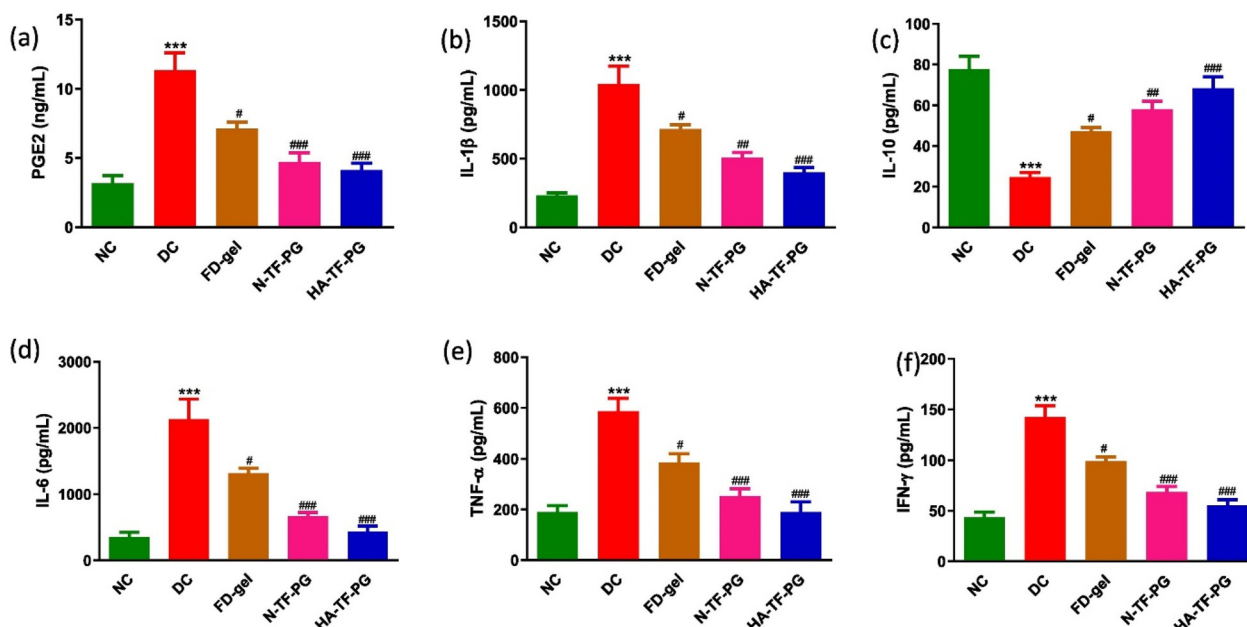 (a)
PGE2 (ng/mL)
15
10
5
0
***
#
###
###
NC
DC
FD-gel
N-TF-PG
HA-TF-PG
(b)
IL-1β (pg/mL)
1500
1000
500
0
***
#
##
###
NC
DC
FD-gel
N-TF-PG
HA-TF-PG
(c)
IL-10 (pg/mL)
100
80
60
40
20
0
***
#
##
###
NC
DC
FD-gel
N-TF-PG
HA-TF-PG
(d)
IL-6 (pg/mL)
3000
2000
1000
0
***
#
###
###
NC
DC
FD-gel
N-TF-PG
HA-TF-PG
(e)
TNF-α (pg/mL)
800
600
400
200
0
***
#
###
###
NC
DC
FD-gel
N-TF-PG
HA-TF-PG
(f)
IFN-γ (pg/mL)
200
150
100
50
0
***
#
###
###
NC
DC
FD-gel
N-TF-PG
HA-TF-PG